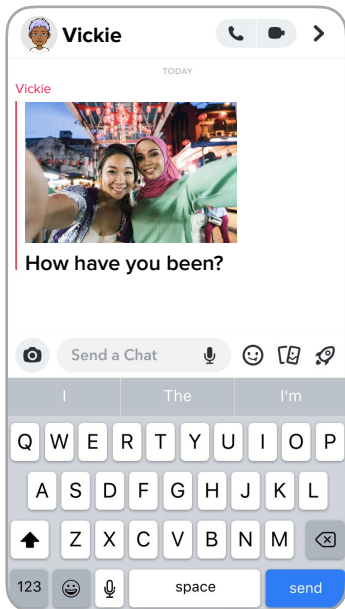 Vickie
TODAY
Vickie
How have you been?
Send a Chat
I The I'm
Q W E R T Y U I O P
A S D F G H J K L
Z X C V B N M
123 space send